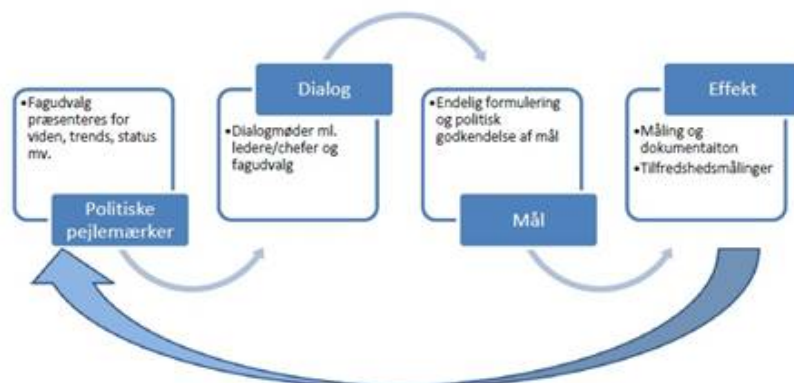 •Fagudvalg
præsenteres for
viden, trends, status
mv.
Politiske
pejlemærker
Dialog
•Dialogmøder ml.
ledere/chefer og
fagudvalg
•Endelig formulering
og politisk
godkendelse af mål
Mål
Effekt
•Måling og
dokumentaiton
•Tilfredshedsmålinger